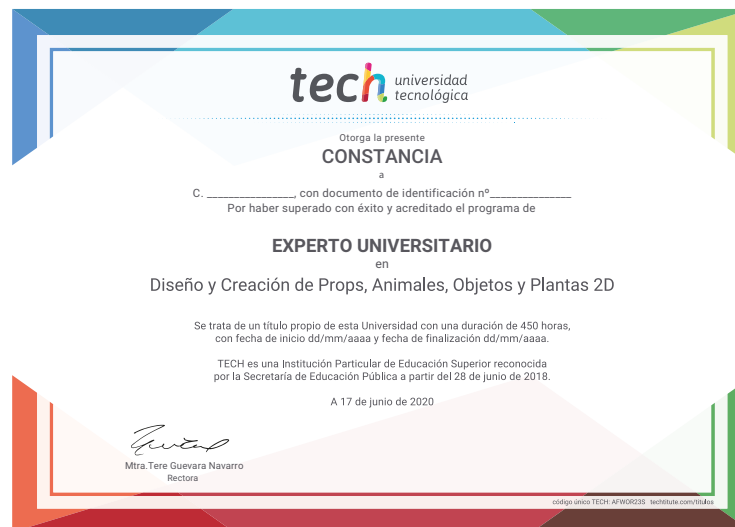 tech universidad
tecnológica
Otorga la presente
CONSTANCIA
a
C. ________________, con documento de identificación nº_______________
Por haber superado con éxito y acreditado el programa de
EXPERTO UNIVERSITARIO
en
Diseño y Creación de Props, Animales, Objetos y Plantas 2D
Se trata de un título propio de esta Universidad con una duración de 450 horas,
con fecha de inicio dd/mm/aaaa y fecha de finalización dd/mm/aaaa.
TECH es una Institución Particular de Educación Superior reconocida
por la Secretaría de Educación Pública a partir del 28 de junio de 2018.
A 17 de junio de 2020
Mtra.Tere Guevara Navarro
Rectora
código único TECH: AFWOR23S techtitute.com/titulos